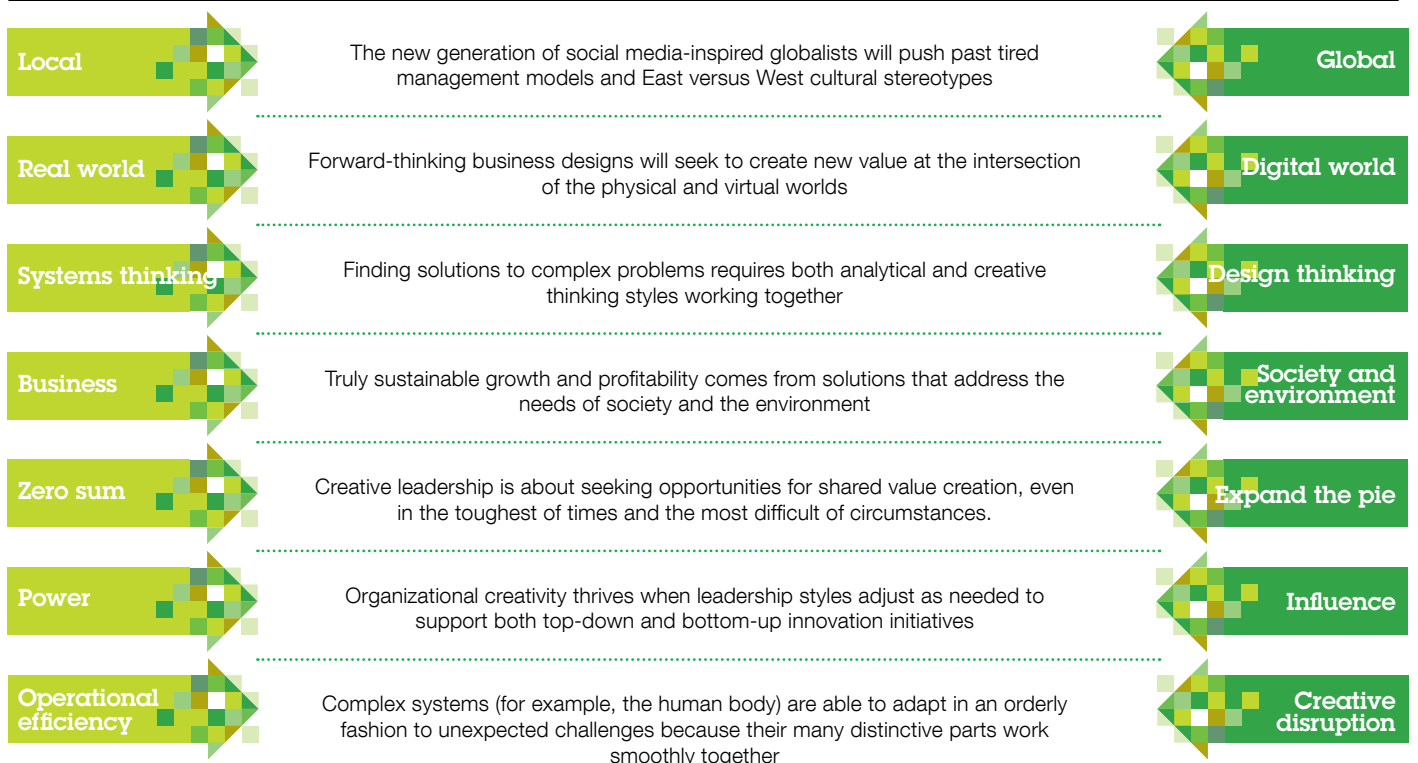 Local
The new generation of social media-inspired globalists will push past tired
management models and East versus West cultural stereotypes
Global
Real world
Forward-thinking business designs will seek to create new value at the intersection
of the physical and virtual worlds
Digital world
Systems thinking
Finding solutions to complex problems requires both analytical and creative
thinking styles working together
Design thinking
Business
Truly sustainable growth and profitability comes from solutions that address the
needs of society and the environment
Society and
environment
Zero sum
Creative leadership is about seeking opportunities for shared value creation, even
in the toughest of times and the most difficult of circumstances.
Expand the pie
Power
Organizational creativity thrives when leadership styles adjust as needed to
support both top-down and bottom-up innovation initiatives
Influence
Operational
efficiency
Complex systems (for example, the human body) are able to adapt in an orderly
fashion to unexpected challenges because their many distinctive parts work
smoothly together
Creative
disruption